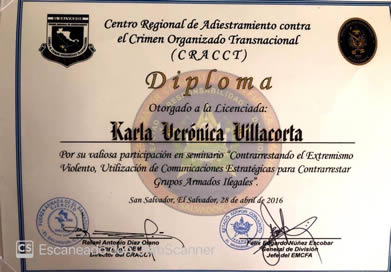 EL SALVADOR
Centro Regional de Adiestramiento contra
el Crimen Organizado Transnacional
(CRACCT)
Diploma
Otorgado a la Licenciada:
Karla Verónica Villacorta
Por su valiosa participación en seminario "Contrarrestando el Extremismo
Violento, Utilización de Comunicaciones Estratégicas para Contrarrestar
Grupos Armados Ilegales".
San Salvador, El Salvador, 28 de abril de 2016
Rafael Antonio Díaz Olano
Director del CRACCT
Félix Edgardo Núñez Escobar
General de División
Jefe del EMCFA
CS Escaneado CamScanner